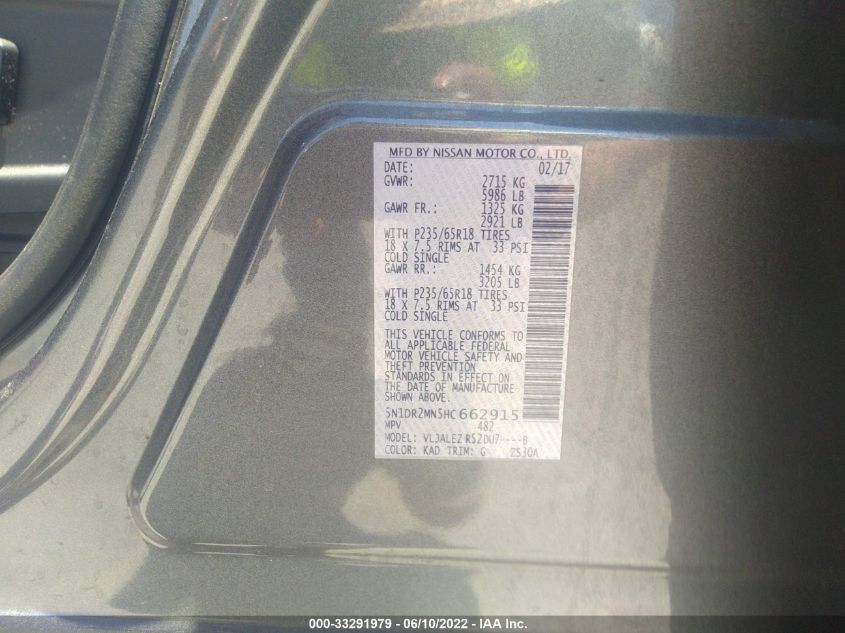 MFD BY NISSAN MOTOR CO., LTD.
DATE: 02/17
GVWR: 2715 KG
5986 LB
GAWR FR.: 1325 KG
2921 LB
WITH P235/65R18 TIRES
18 X 7.5 RIMS AT 33 PSI
COLD SINGLE
GAWR RR.: 1454 KG
3205 LB
WITH P235/65R18 TIRES
18 X 7.5 RIMS AT 33 PSI
COLD SINGLE
THIS VEHICLE CONFORMS TO
ALL APPLICABLE FEDERAL
MOTOR VEHICLE SAFETY AND
THEFT PREVENTION
STANDARDS IN EFFECT ON
THE DATE OF MANUFACTURE
SHOWN ABOVE.
5N1DR2MN5HC662915
MPV 482
MODEL: VLJALEZ R52DU7----B
COLOR: KAD TRIM: G ZS30A
000-33291979 - 06/10/2022 - IAA Inc.